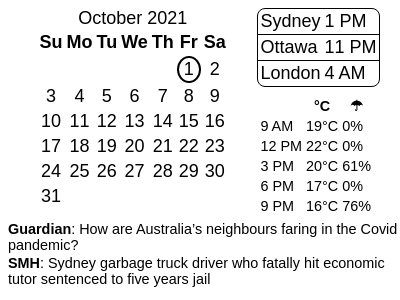 October 2021
Su Mo Tu We Th Fr Sa
1 2
3 4 5 6 7 8 9
10 11 12 13 14 15 16
17 18 19 20 21 22 23
24 25 26 27 28 29 30
31
Sydney 1 PM
Ottawa 11 PM
London 4 AM
°C ☂
9 AM 19°C 0%
12 PM 22°C 0%
3 PM 20°C 61%
6 PM 17°C 0%
9 PM 16°C 76%
Guardian: How are Australia's neighbours faring in the Covid
pandemic?
SMH: Sydney garbage truck driver who fatally hit economic
tutor sentenced to five years jail